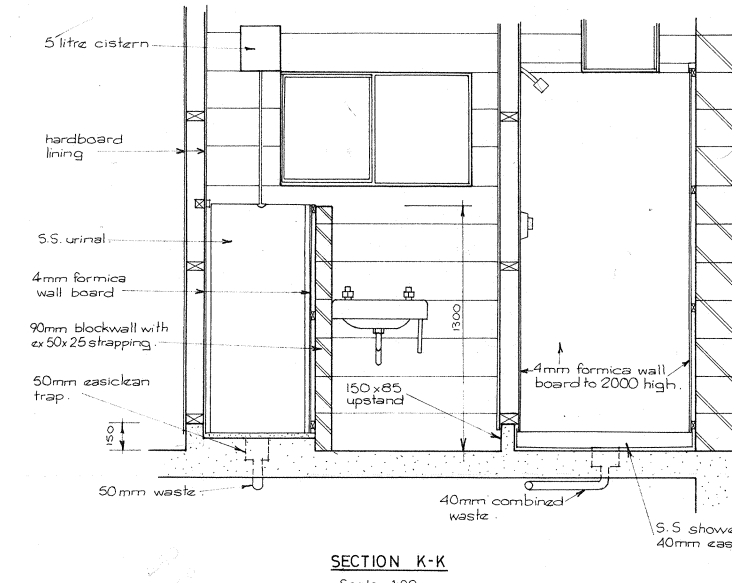 5 litre cistern
hardboard
lining
S.S. urinal
4mm formica
wall board
90mm blockwall with
ex 50x25 strapping.
50mm easiclean
trap.
150
50mm waste
1300
150x85
upstand
4mm formica wall
board to 2000 high.
40mm combined
waste
S.S showe
40mm eas
SECTION K-K